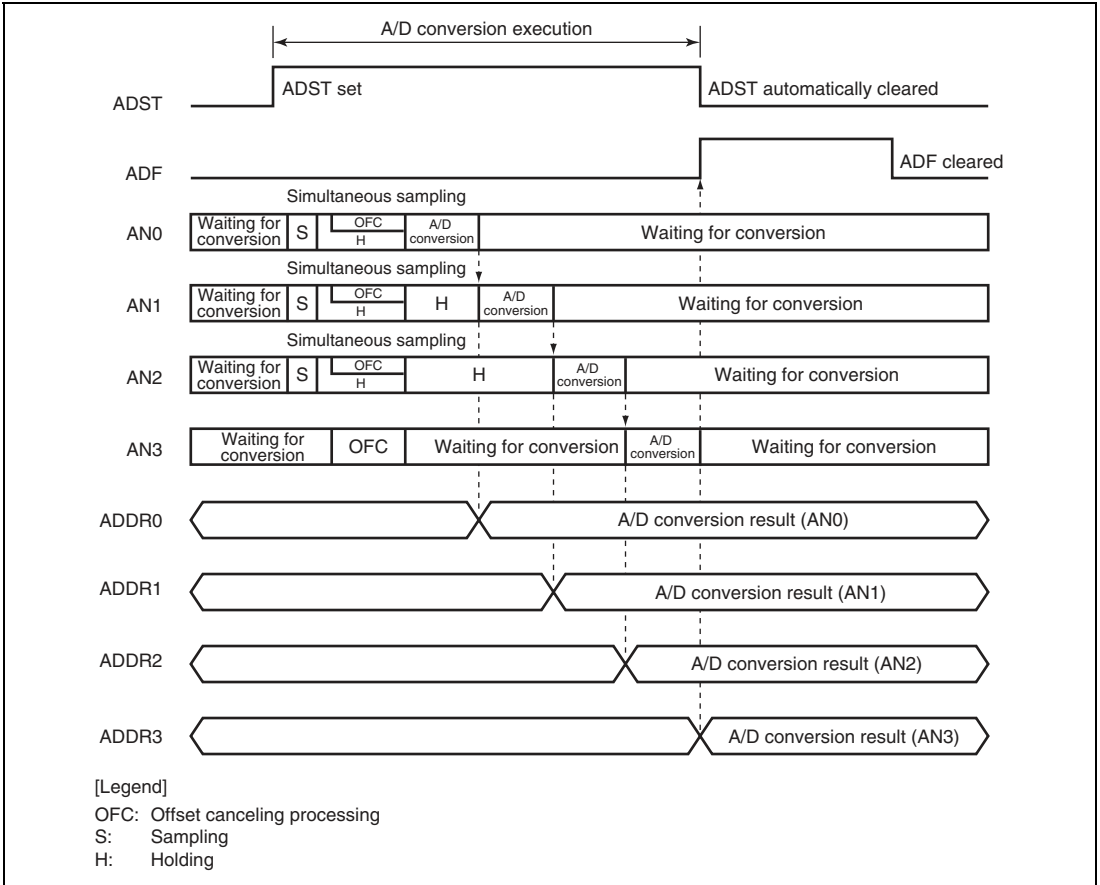 A/D conversion execution
ADST
ADST set
ADST automatically cleared
ADF
ADF cleared
Simultaneous sampling
AN0
Waiting for
conversion
S
OFC
H
A/D
conversion
Waiting for conversion
Simultaneous sampling
AN1
Waiting for
conversion
S
OFC
H
H
A/D
conversion
Waiting for conversion
Simultaneous sampling
AN2
Waiting for
conversion
S
OFC
H
H
A/D
conversion
Waiting for conversion
AN3
Waiting for
conversion
OFC
Waiting for conversion
A/D
conversion
Waiting for conversion
ADDR0
A/D conversion result (AN0)
ADDR1
A/D conversion result (AN1)
ADDR2
A/D conversion result (AN2)
ADDR3
A/D conversion result (AN3)
[Legend]
OFC: Offset canceling processing
S: Sampling
H: Holding